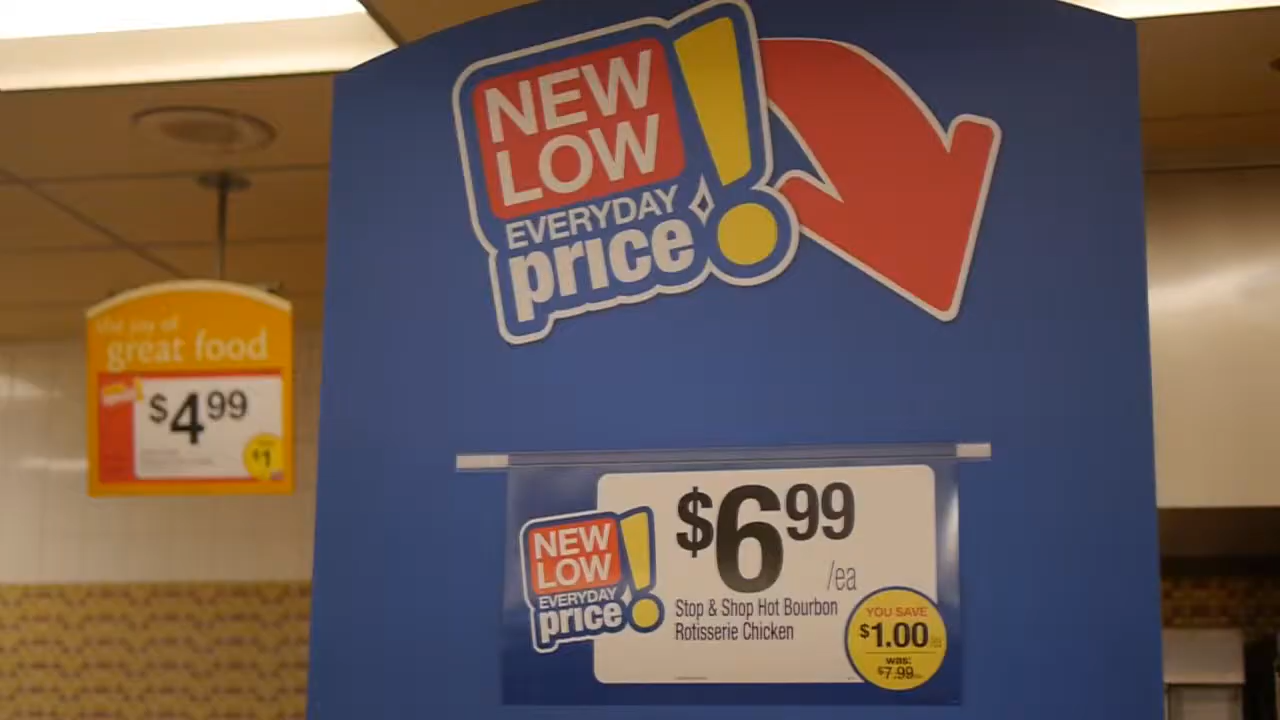 NEW
LOW
EVERYDAY
price!
the joy of
great food
$4.99
$1
$6.99
/ea
Stop & Shop Hot Bourbon
Rotisserie Chicken
NEW
LOW
EVERYDAY
price!
YOU SAVE
$1.00
was:
$7.99